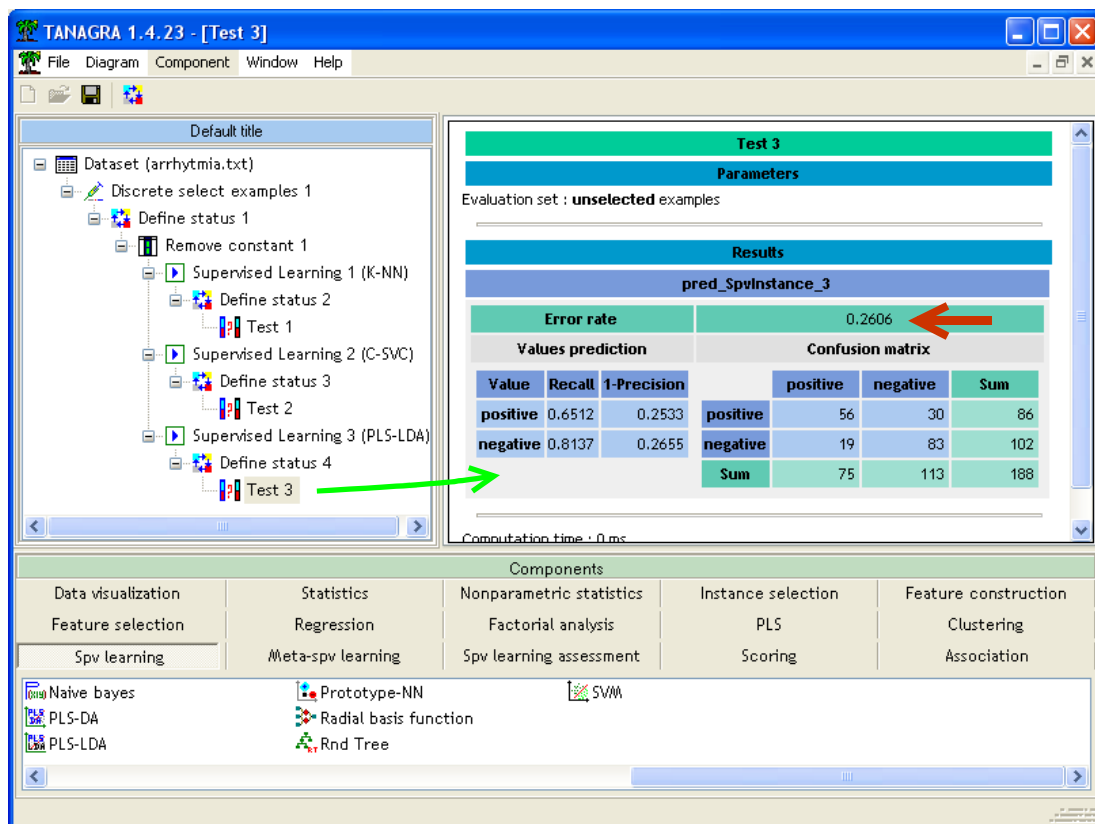 TANAGRA 1.4.23 - [Test 3]
File Diagram Component Window Help
Default title
Dataset (arrhytmia.txt)
Discrete select examples 1
Define status 1
Remove constant 1
Supervised Learning 1 (K-NN)
Define status 2
Test 1
Supervised Learning 2 (C-SVC)
Define status 3
Test 2
Supervised Learning 3 (PLS-LDA)
Define status 4
Test 3
Test 3
Parameters
Evaluation set : unselected examples
Results
pred_SpvInstance_3
Error rate 0.2606
Values prediction Confusion matrix
Value Recall 1-Precision positive negative Sum
positive 0.6512 0.2533 positive 56 30 86
negative 0.8137 0.2655 negative 19 83 102
Sum 75 113 188
Computation time : 0 ms.
Components
Data visualization Statistics Nonparametric statistics Instance selection Feature construction
Feature selection Regression Factorial analysis PLS Clustering
Spv learning Meta-spv learning Spv learning assessment Scoring Association
Naive bayes Prototype-NN SVM
PLS-DA Radial basis function
PLS-LDA Rnd Tree